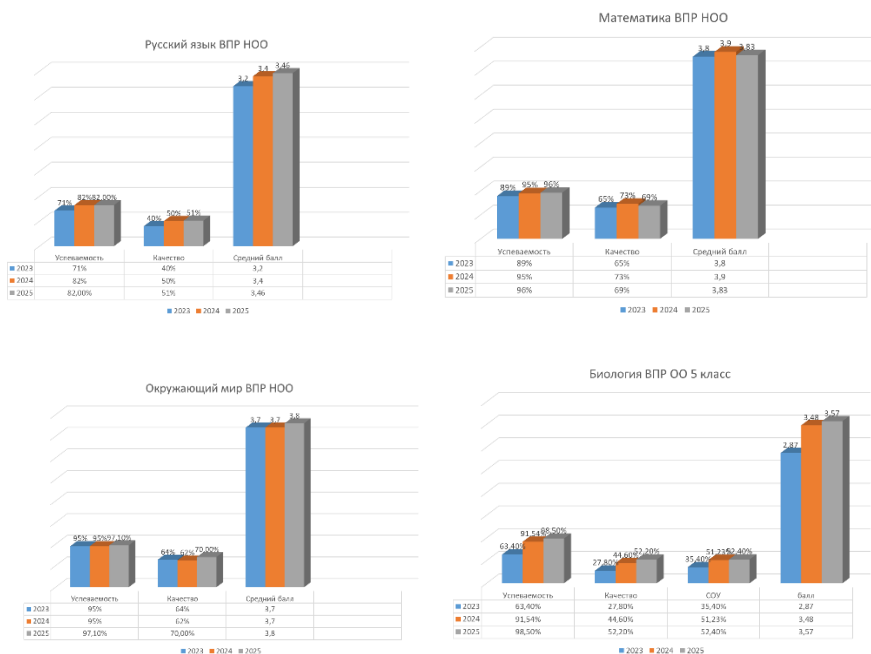 Русский язык ВПР НОО
71% 82% 82,00%
40% 50% 51%
3,2 3,4 3,46
Успеваемость Качество Средний балл
2023 71% 40% 3,2
2024 82% 50% 3,4
2025 82,00% 51% 3,46
2023 2024 2025
Математика ВПР НОО
89% 95% 96%
65% 73% 69%
3,8 3,9 3,83
Успеваемость Качество Средний балл
2023 89% 65% 3,8
2024 95% 73% 3,9
2025 96% 69% 3,83
2023 2024 2025
Окружающий мир ВПР НОО
95% 95% 97,10%
64% 62% 70,00%
3,7 3,7 3,8
Успеваемость Качество Средний балл
2023 95% 64% 3,7
2024 95% 62% 3,7
2025 97,10% 70,00% 3,8
2023 2024 2025
Биология ВПР ОО 5 класс
63,40% 91,54% 98,50%
27,80% 44,60% 52,20%
35,40% 51,23% 52,40%
2,87 3,48 3,57
Успеваемость Качество СОУ балл
2023 63,40% 27,80% 35,40% 2,87
2024 91,54% 44,60% 51,23% 3,48
2025 98,50% 52,20% 52,40% 3,57
2023 2024 2025